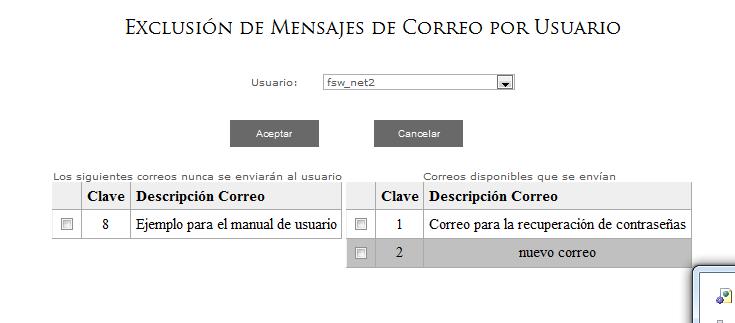 Exclusión de Mensajes de Correo por Usuario
Usuario: fsw_net2
Aceptar Cancelar
Los siguientes correos nunca se enviarán al usuario
Clave Descripción Correo
8 Ejemplo para el manual de usuario
Correos disponibles que se envían
Clave Descripción Correo
1 Correo para la recuperación de contraseñas
2 nuevo correo